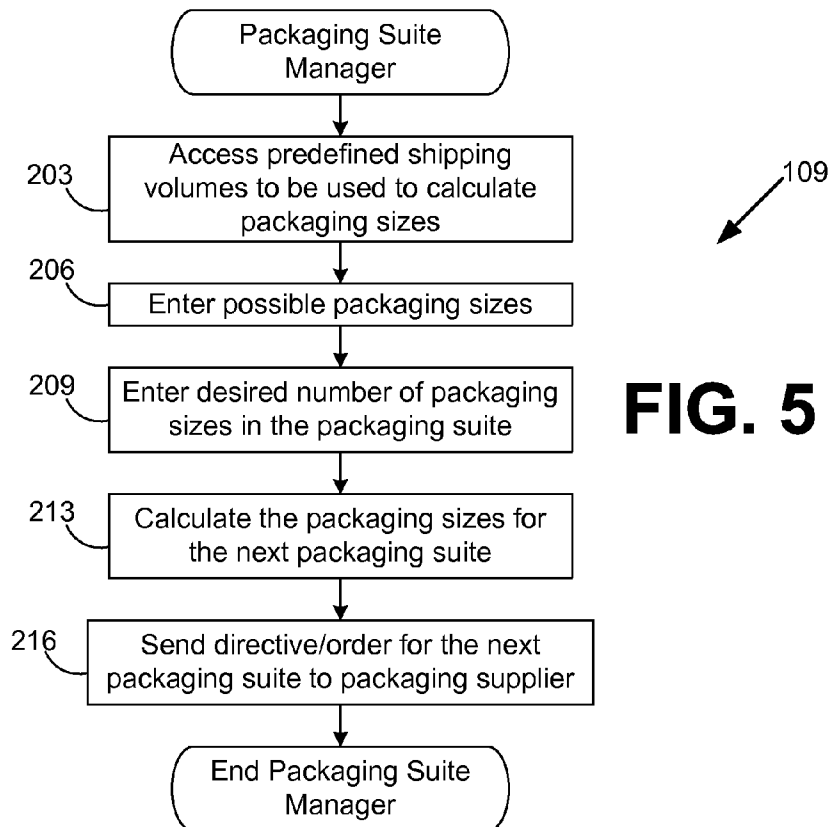 Packaging Suite
Manager
203
Access predefined shipping
volumes to be used to calculate
packaging sizes
109
206
Enter possible packaging sizes
209
Enter desired number of packaging
sizes in the packaging suite
FIG. 5
213
Calculate the packaging sizes for
the next packaging suite
216
Send directive/order for the next
packaging suite to packaging supplier
End Packaging Suite
Manager